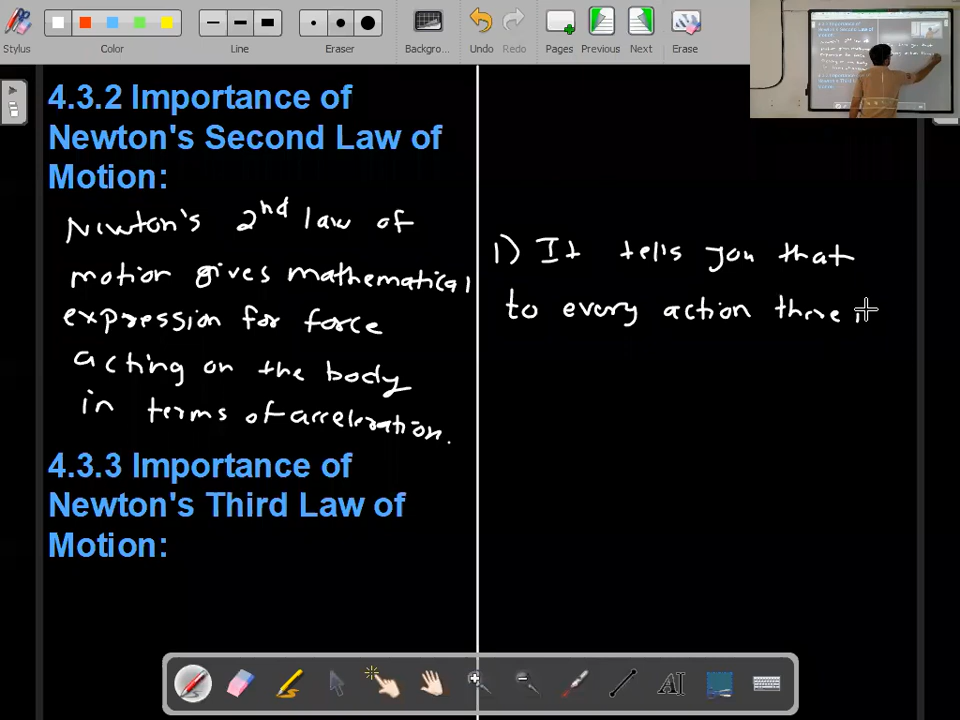 Stylus
Color
Line
Eraser
Backgro...
Undo
Redo
Pages
Previous
Next
Erase
4.3.2 Importance of
Newton's Second Law of
Motion:
Newton's 2nd law of
motion gives mathematical
expression for force
acting on the body
in terms of acceleration.
4.3.3 Importance of
Newton's Third Law of
Motion:
1) It tells you that
to every action there i